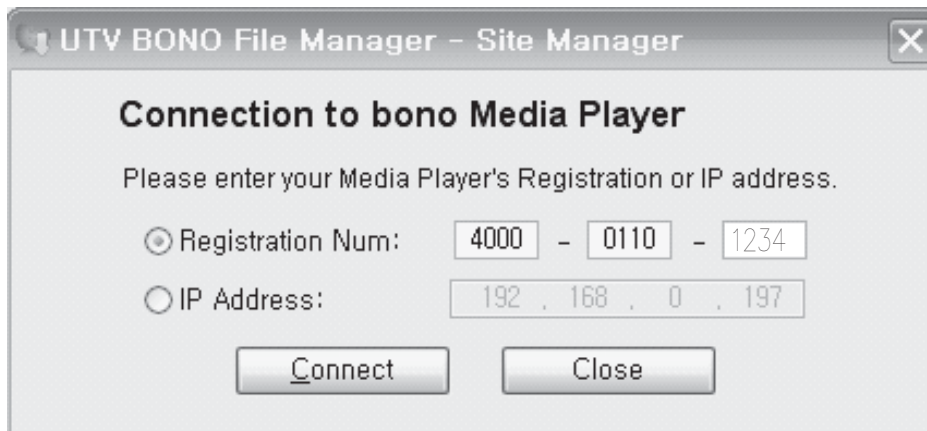 UTV BONO File Manager - Site Manager
Connection to bono Media Player
Please enter your Media Player's Registration or IP address.
Registration Num: 4000 - 0110 - 1234
IP Address: 192 . 168 . 0 . 197
Connect Close